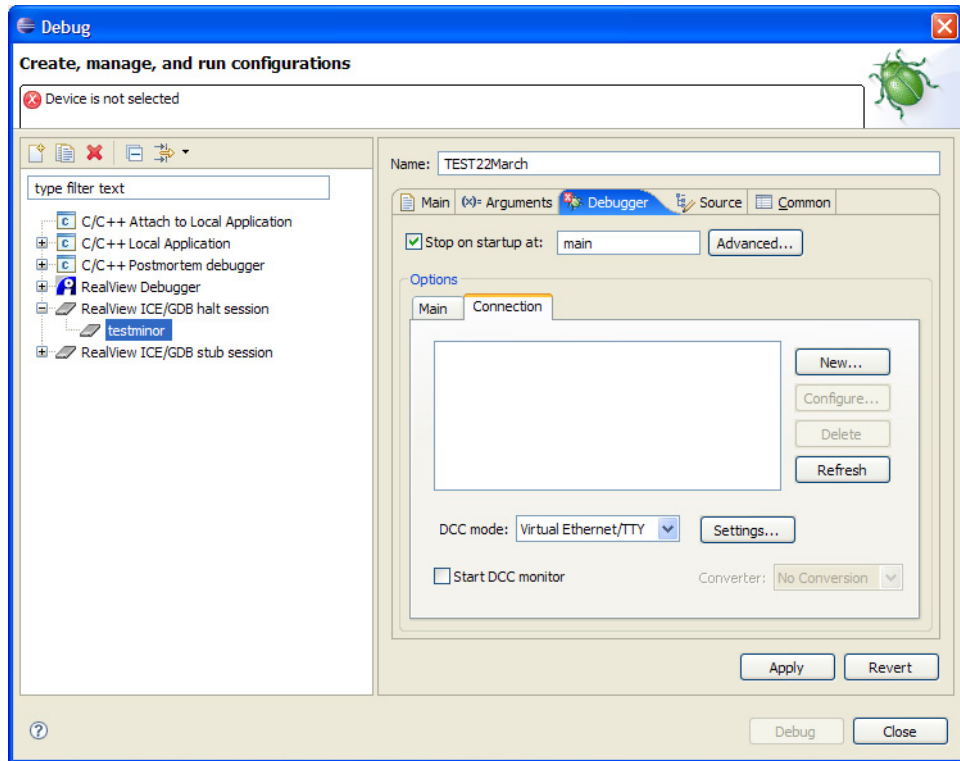 Debug
Create, manage, and run configurations
Device is not selected
type filter text
C/C++ Attach to Local Application
C/C++ Local Application
C/C++ Postmortem debugger
RealView Debugger
RealView ICE/GDB halt session
testminor
RealView ICE/GDB stub session
Name: TEST22March
Main (x)= Arguments Debugger Source Common
Stop on startup at: main Advanced...
Options
Main Connection
New...
Configure...
Delete
Refresh
DCC mode: Virtual Ethernet/TTY Settings...
Start DCC monitor Converter: No Conversion
Apply Revert
? Debug Close